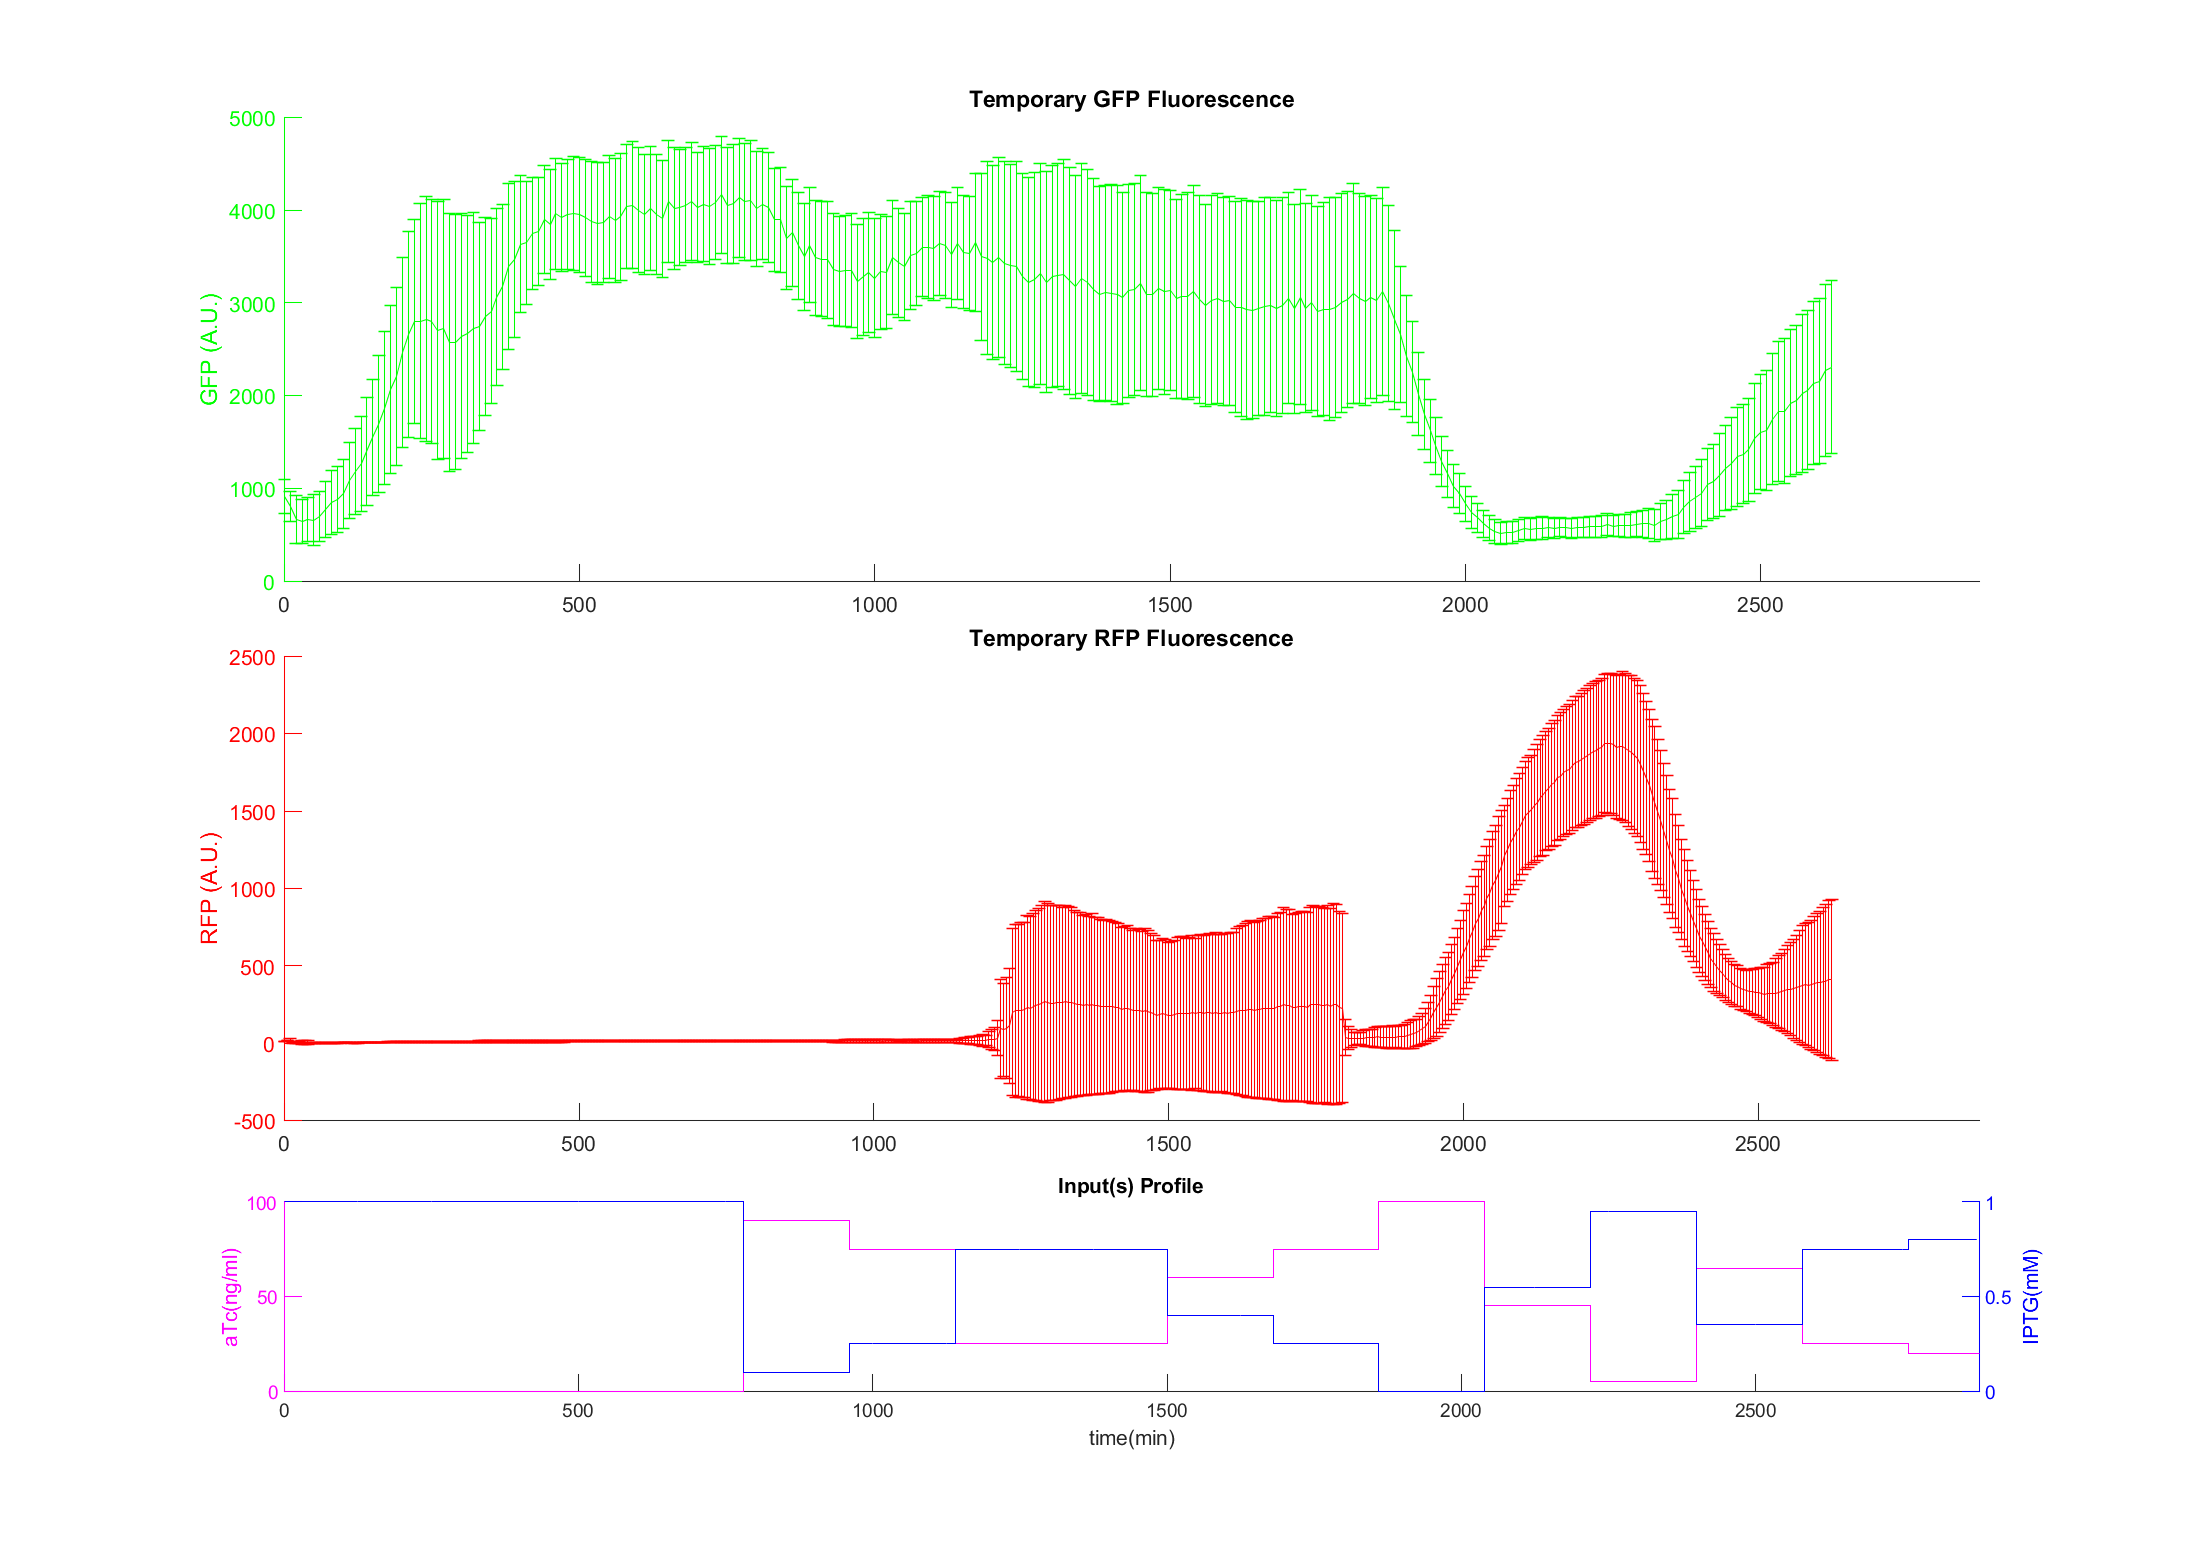 Temporary GFP Fluorescence
GFP (A.U.)
5000
4000
3000
2000
1000
0
0 500 1000 1500 2000 2500
Temporary RFP Fluorescence
RFP (A.U.)
2500
2000
1500
1000
500
0
-500
0 500 1000 1500 2000 2500
Input(s) Profile
aTc(ng/ml)
100
50
0
1
0.5
0
IPTG(mM)
0 500 1000 1500 2000 2500
time(min)